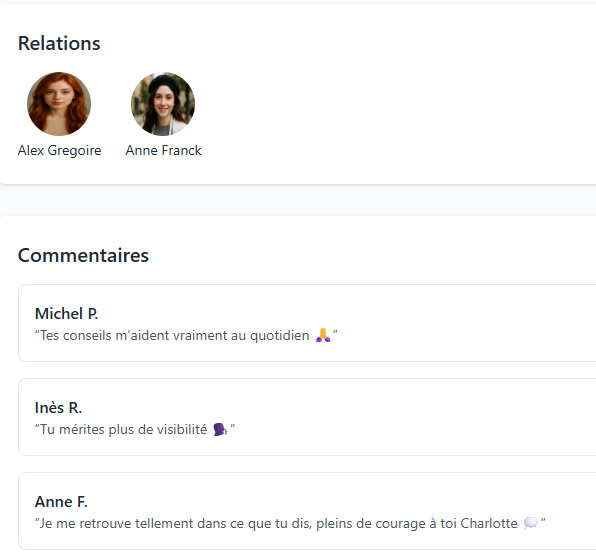 Relations
Alex Gregoire
Anne Franck
Commentaires
Michel P.
“Tes conseils m’aident vraiment au quotidien 🙏”
Inès R.
“Tu mérites plus de visibilité 🗣️”
Anne F.
“Je me retrouve tellement dans ce que tu dis, pleins de courage à toi Charlotte 💭”